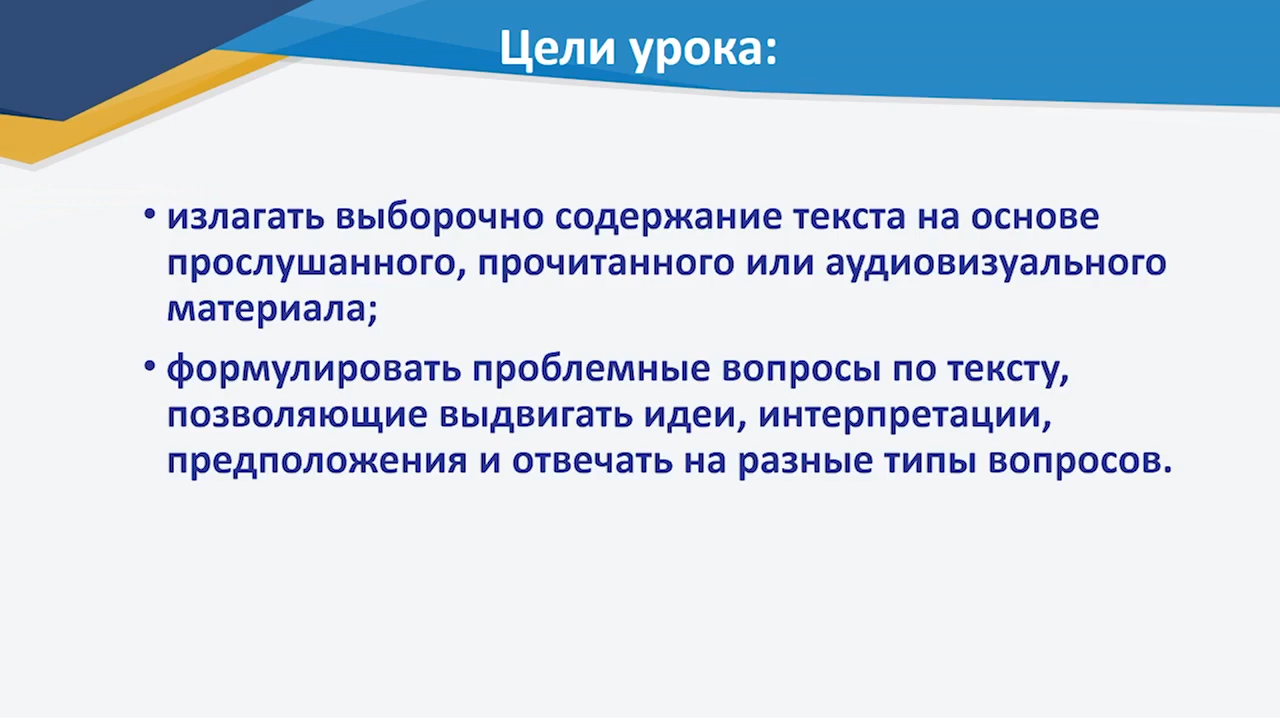 Цели урока:
• излагать выборочно содержание текста на основе
прослушанного, прочитанного или аудиовизуального
материала;
• формулировать проблемные вопросы по тексту,
позволяющие выдвигать идеи, интерпретации,
предположения и отвечать на разные типы вопросов.